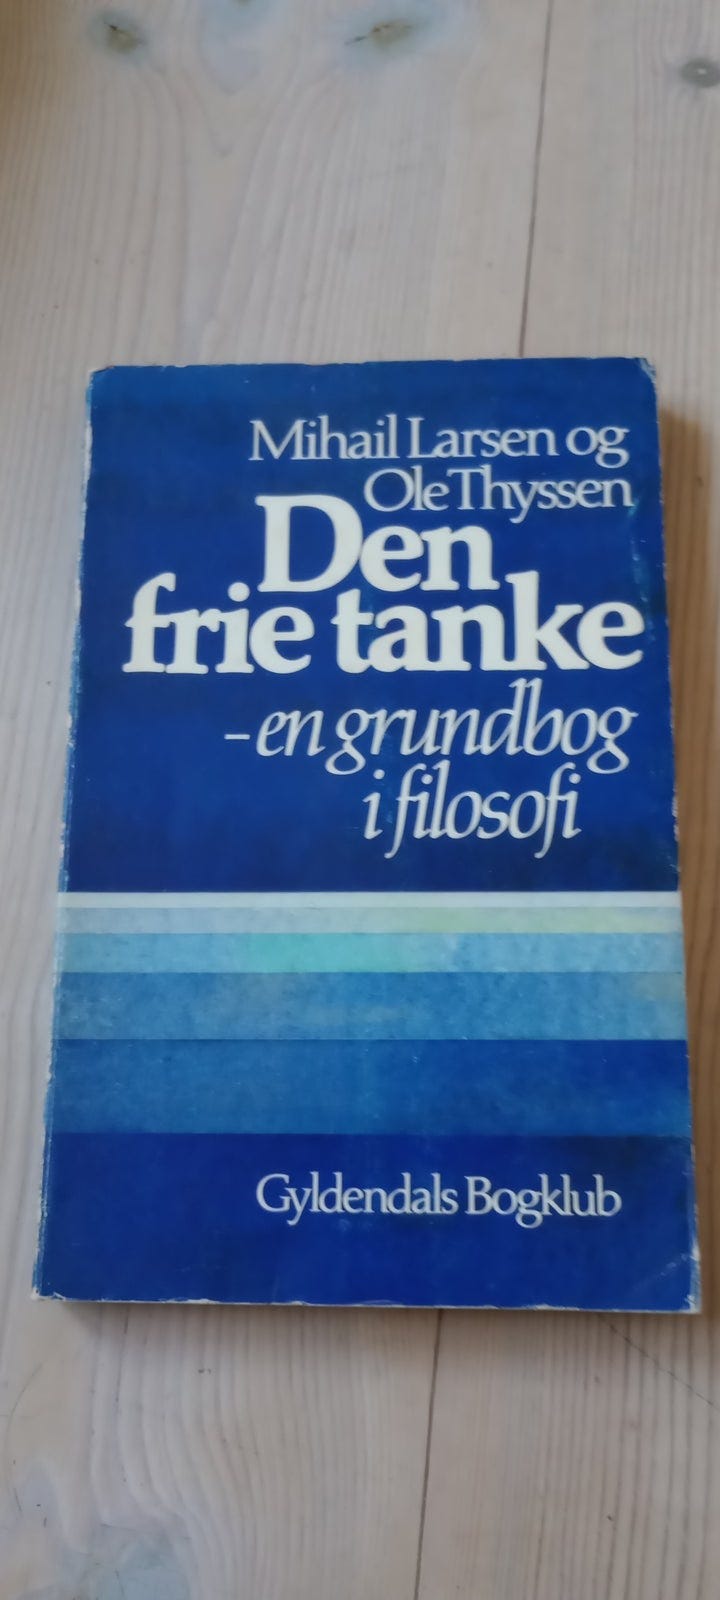 Mihail Larsen og
Ole Thyssen
Den
frie tanke
- en grundbog
i filosofi
Gyldendals Bogklub